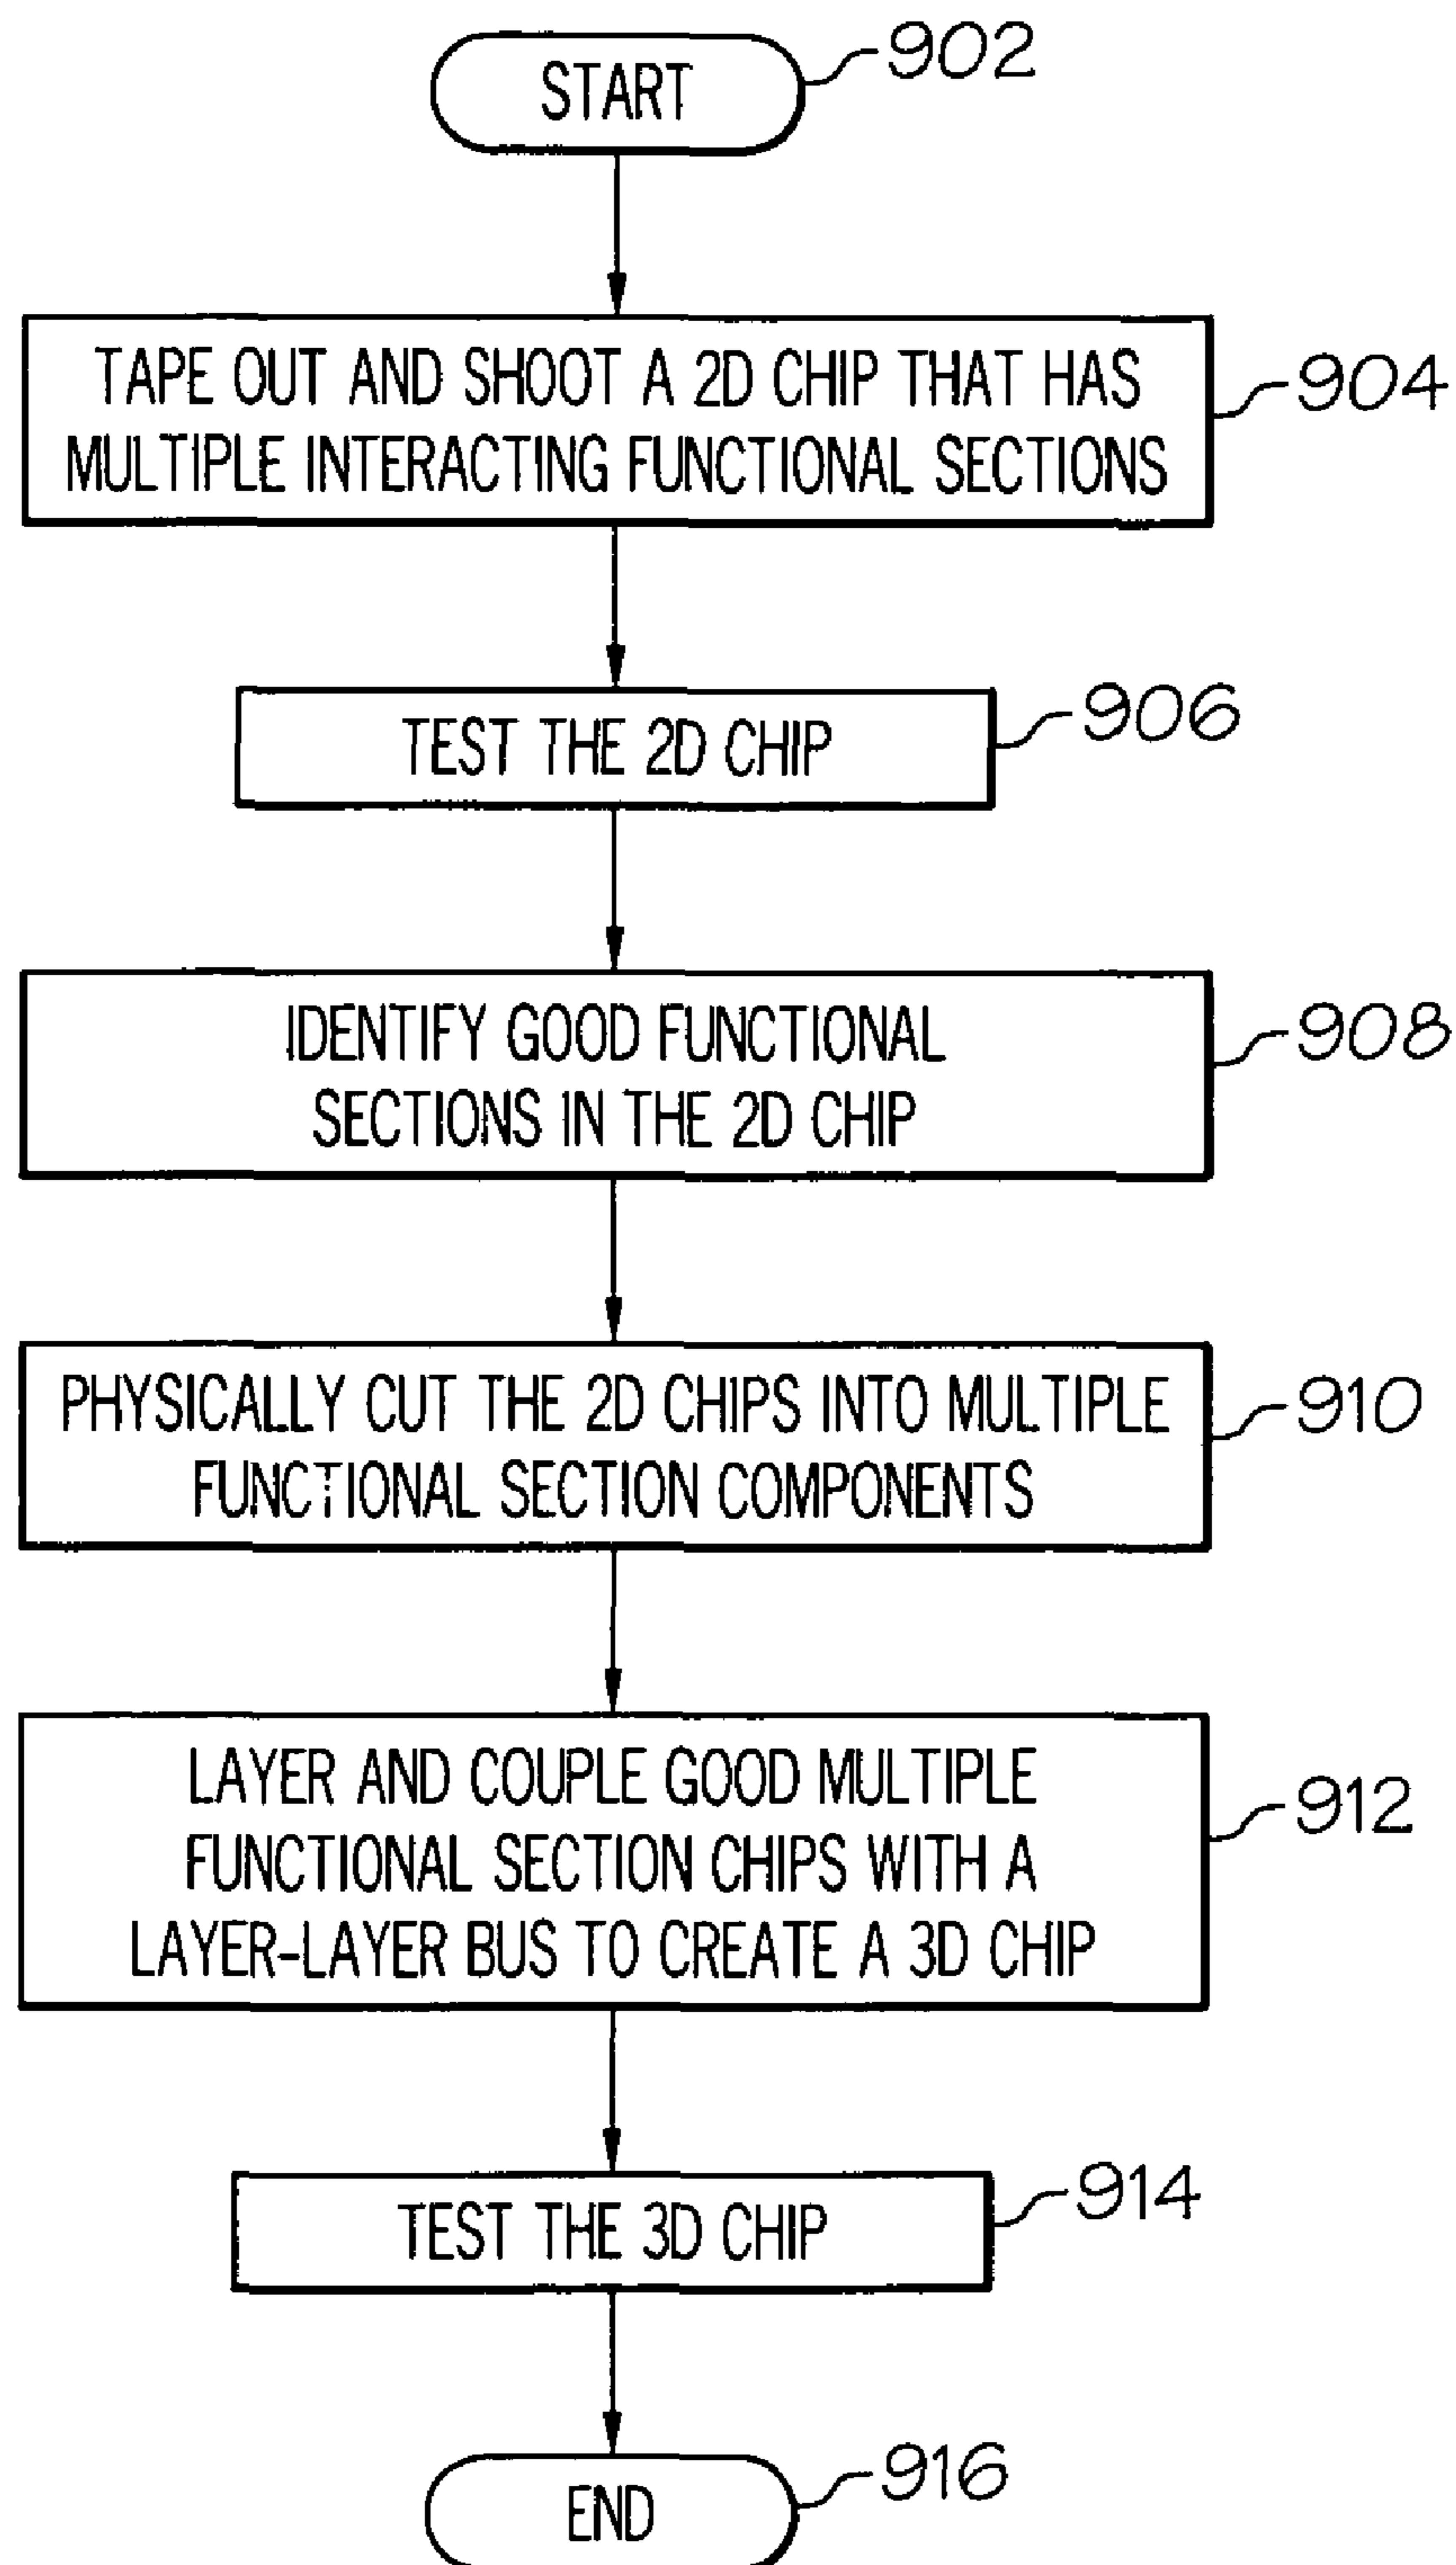 START
902
TAPE OUT AND SHOOT A 2D CHIP THAT HAS
MULTIPLE INTERACTING FUNCTIONAL SECTIONS
904
TEST THE 2D CHIP
906
IDENTIFY GOOD FUNCTIONAL
SECTIONS IN THE 2D CHIP
908
PHYSICALLY CUT THE 2D CHIPS INTO MULTIPLE
FUNCTIONAL SECTION COMPONENTS
910
LAYER AND COUPLE GOOD MULTIPLE
FUNCTIONAL SECTION CHIPS WITH A
LAYER-LAYER BUS TO CREATE A 3D CHIP
912
TEST THE 3D CHIP
914
END
916